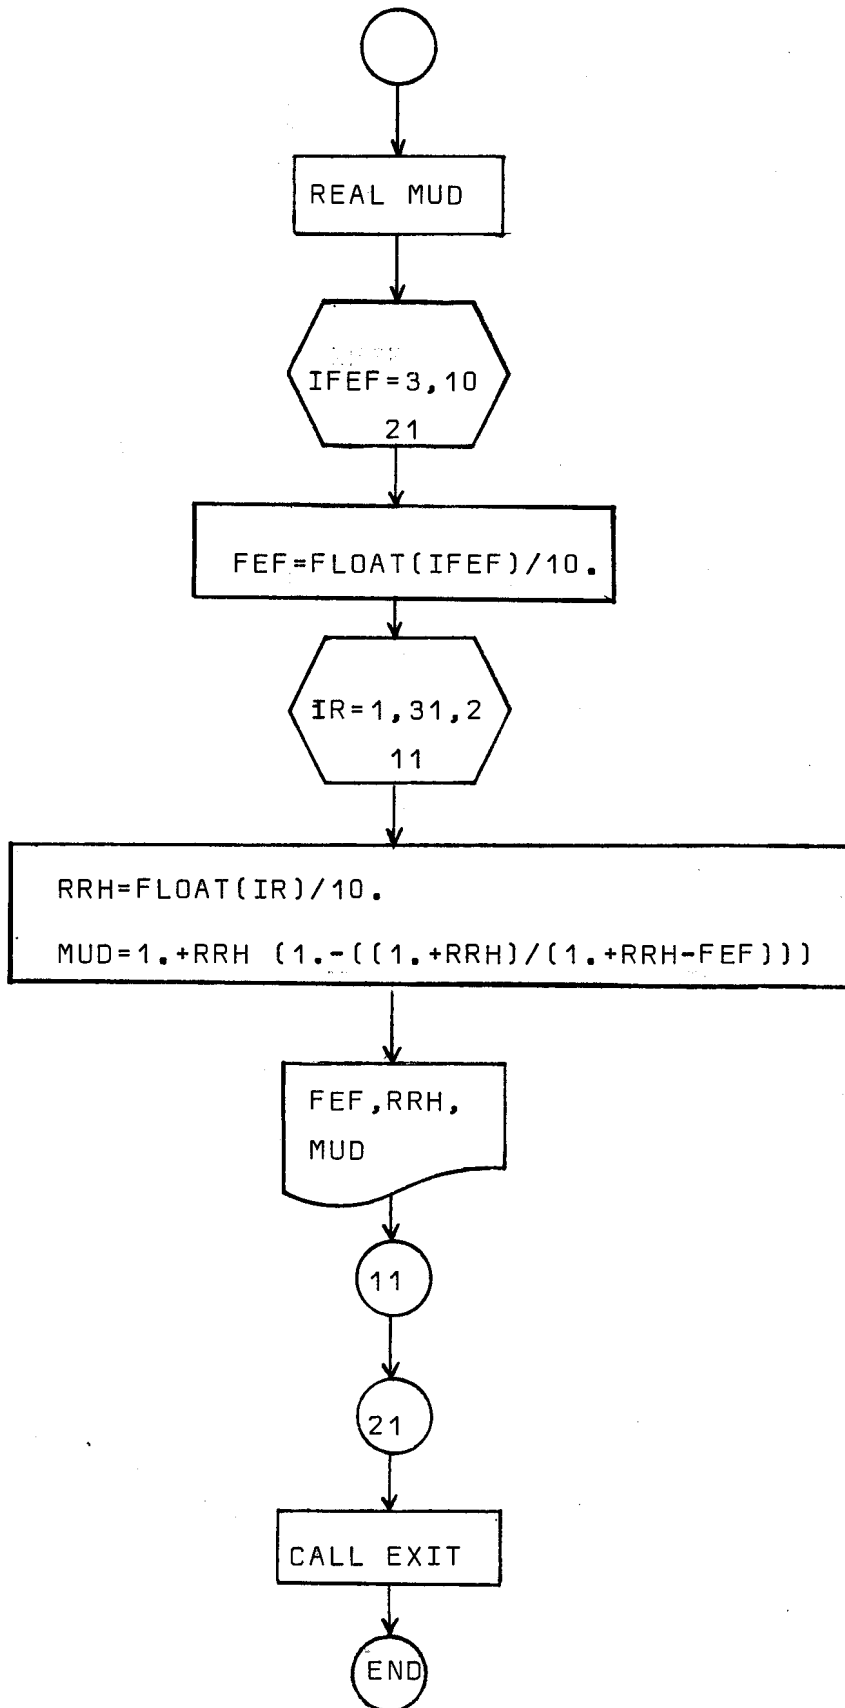 REAL MUD
IFEF=3,10
21
FEF=FLOAT(IFEF)/10.
IR=1,31,2
11
RRH=FLOAT(IR)/10.
MUD=1.+RRH (1.-((1.+RRH)/(1.+RRH-FEF)))
FEF,RRH,
MUD
11
21
CALL EXIT
END